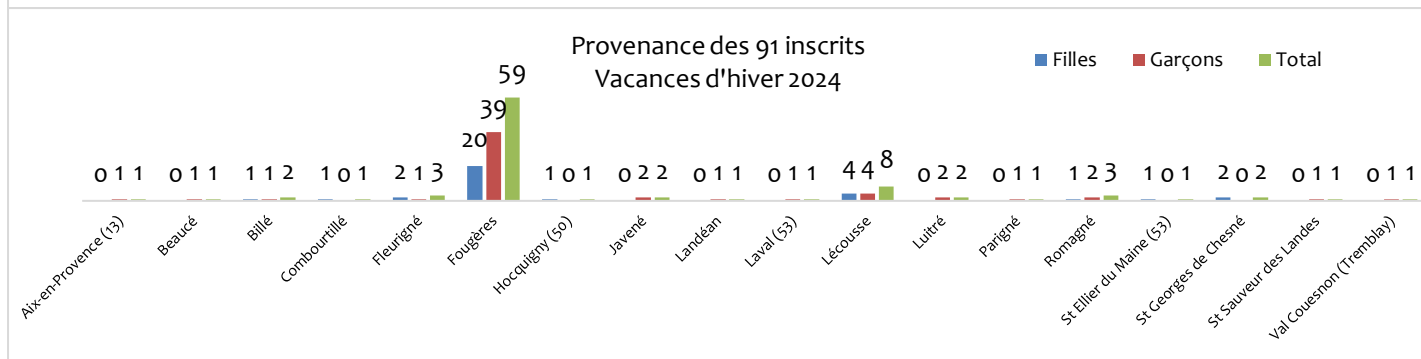 Provenance des 91 inscrits
Vacances d'hiver 2024
Filles Garçons Total
0 1 1 0 1 1 1 1 2 1 0 1 2 1 3 20 39 59 1 0 1 0 2 2 0 1 1 0 1 1 4 4 8 0 2 2 0 1 1 1 2 3 1 0 1 2 0 2 0 1 1 0 1 1
Aix-en-Provence (13)
Beaucé
Billé
Combourtillé
Fleurigné
Fougères
Hocquigny (50)
Javené
Landéan
Laval (53)
Lécousse
Luitré
Parigné
Romagné
St Ellier du Maine (53)
St Georges de Chesné
St Sauveur des Landes
Val Couesnon (Tremblay)